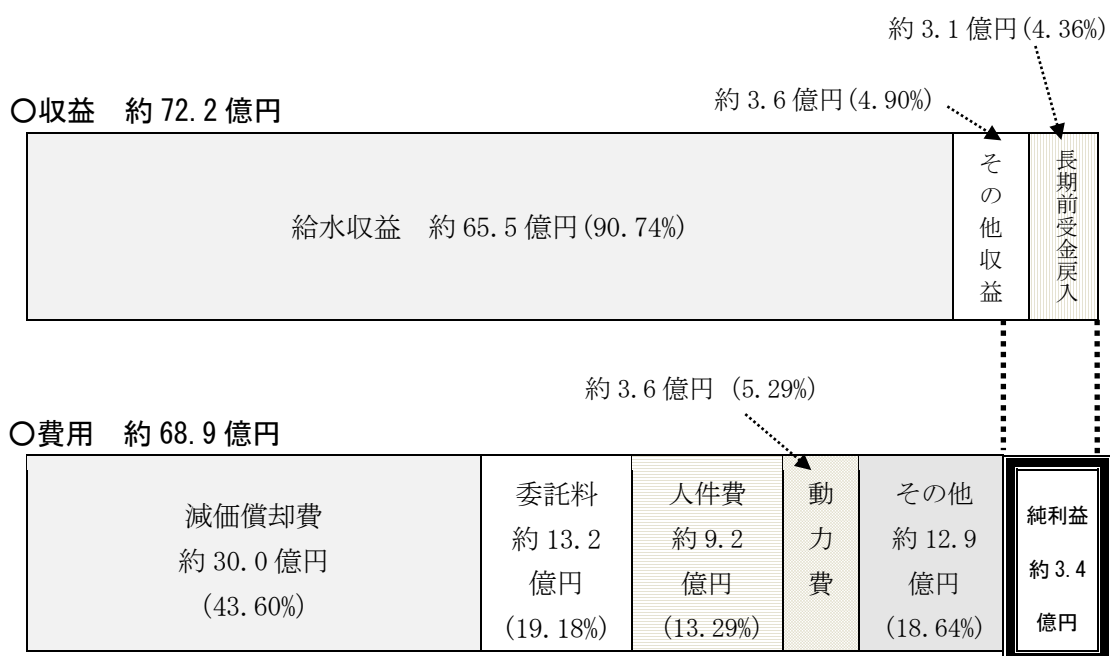 約 3.1 億円(4.36%)
○収益　約 72.2 億円
約 3.6 億円(4.90%)
給水収益　約 65.5 億円(90.74%)
その他収益
長期前受金戻入
約 3.6 億円 (5.29%)
○費用　約 68.9 億円
減価償却費
約 30.0 億円
(43.60%)
委託料
約 13.2
億円
(19.18%)
人件費
約 9.2
億円
(13.29%)
動力費
その他
約 12.9
億円
(18.64%)
純利益
約 3.4
億円